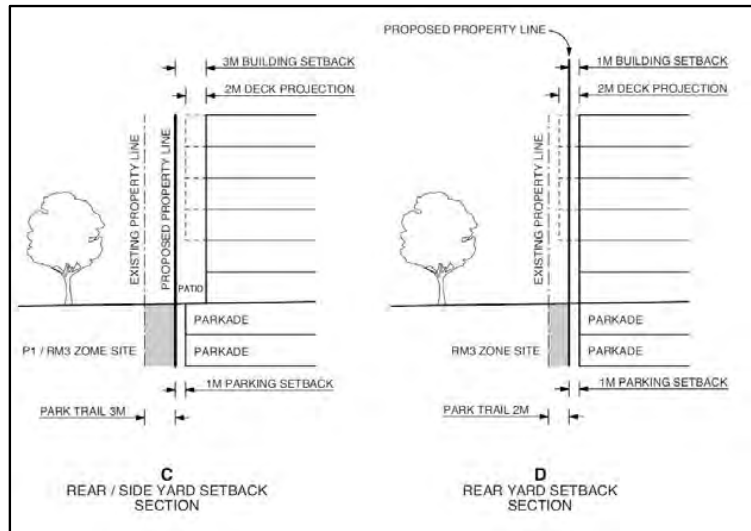 3M BUILDING SETBACK
2M DECK PROJECTION
EXISTING PROPERTY LINE
PROPOSED PROPERTY LINE
PATIO
PARKADE
P1 / RM3 ZOME SITE
PARKADE
1M PARKING SETBACK
PARK TRAIL 3M
C
REAR / SIDE YARD SETBACK
SECTION
PROPOSED PROPERTY LINE
1M BUILDING SETBACK
2M DECK PROJECTION
EXISTING PROPERTY LINE
PARKADE
RM3 ZONE SITE
PARKADE
1M PARKING SETBACK
PARK TRAIL 2M
D
REAR YARD SETBACK
SECTION